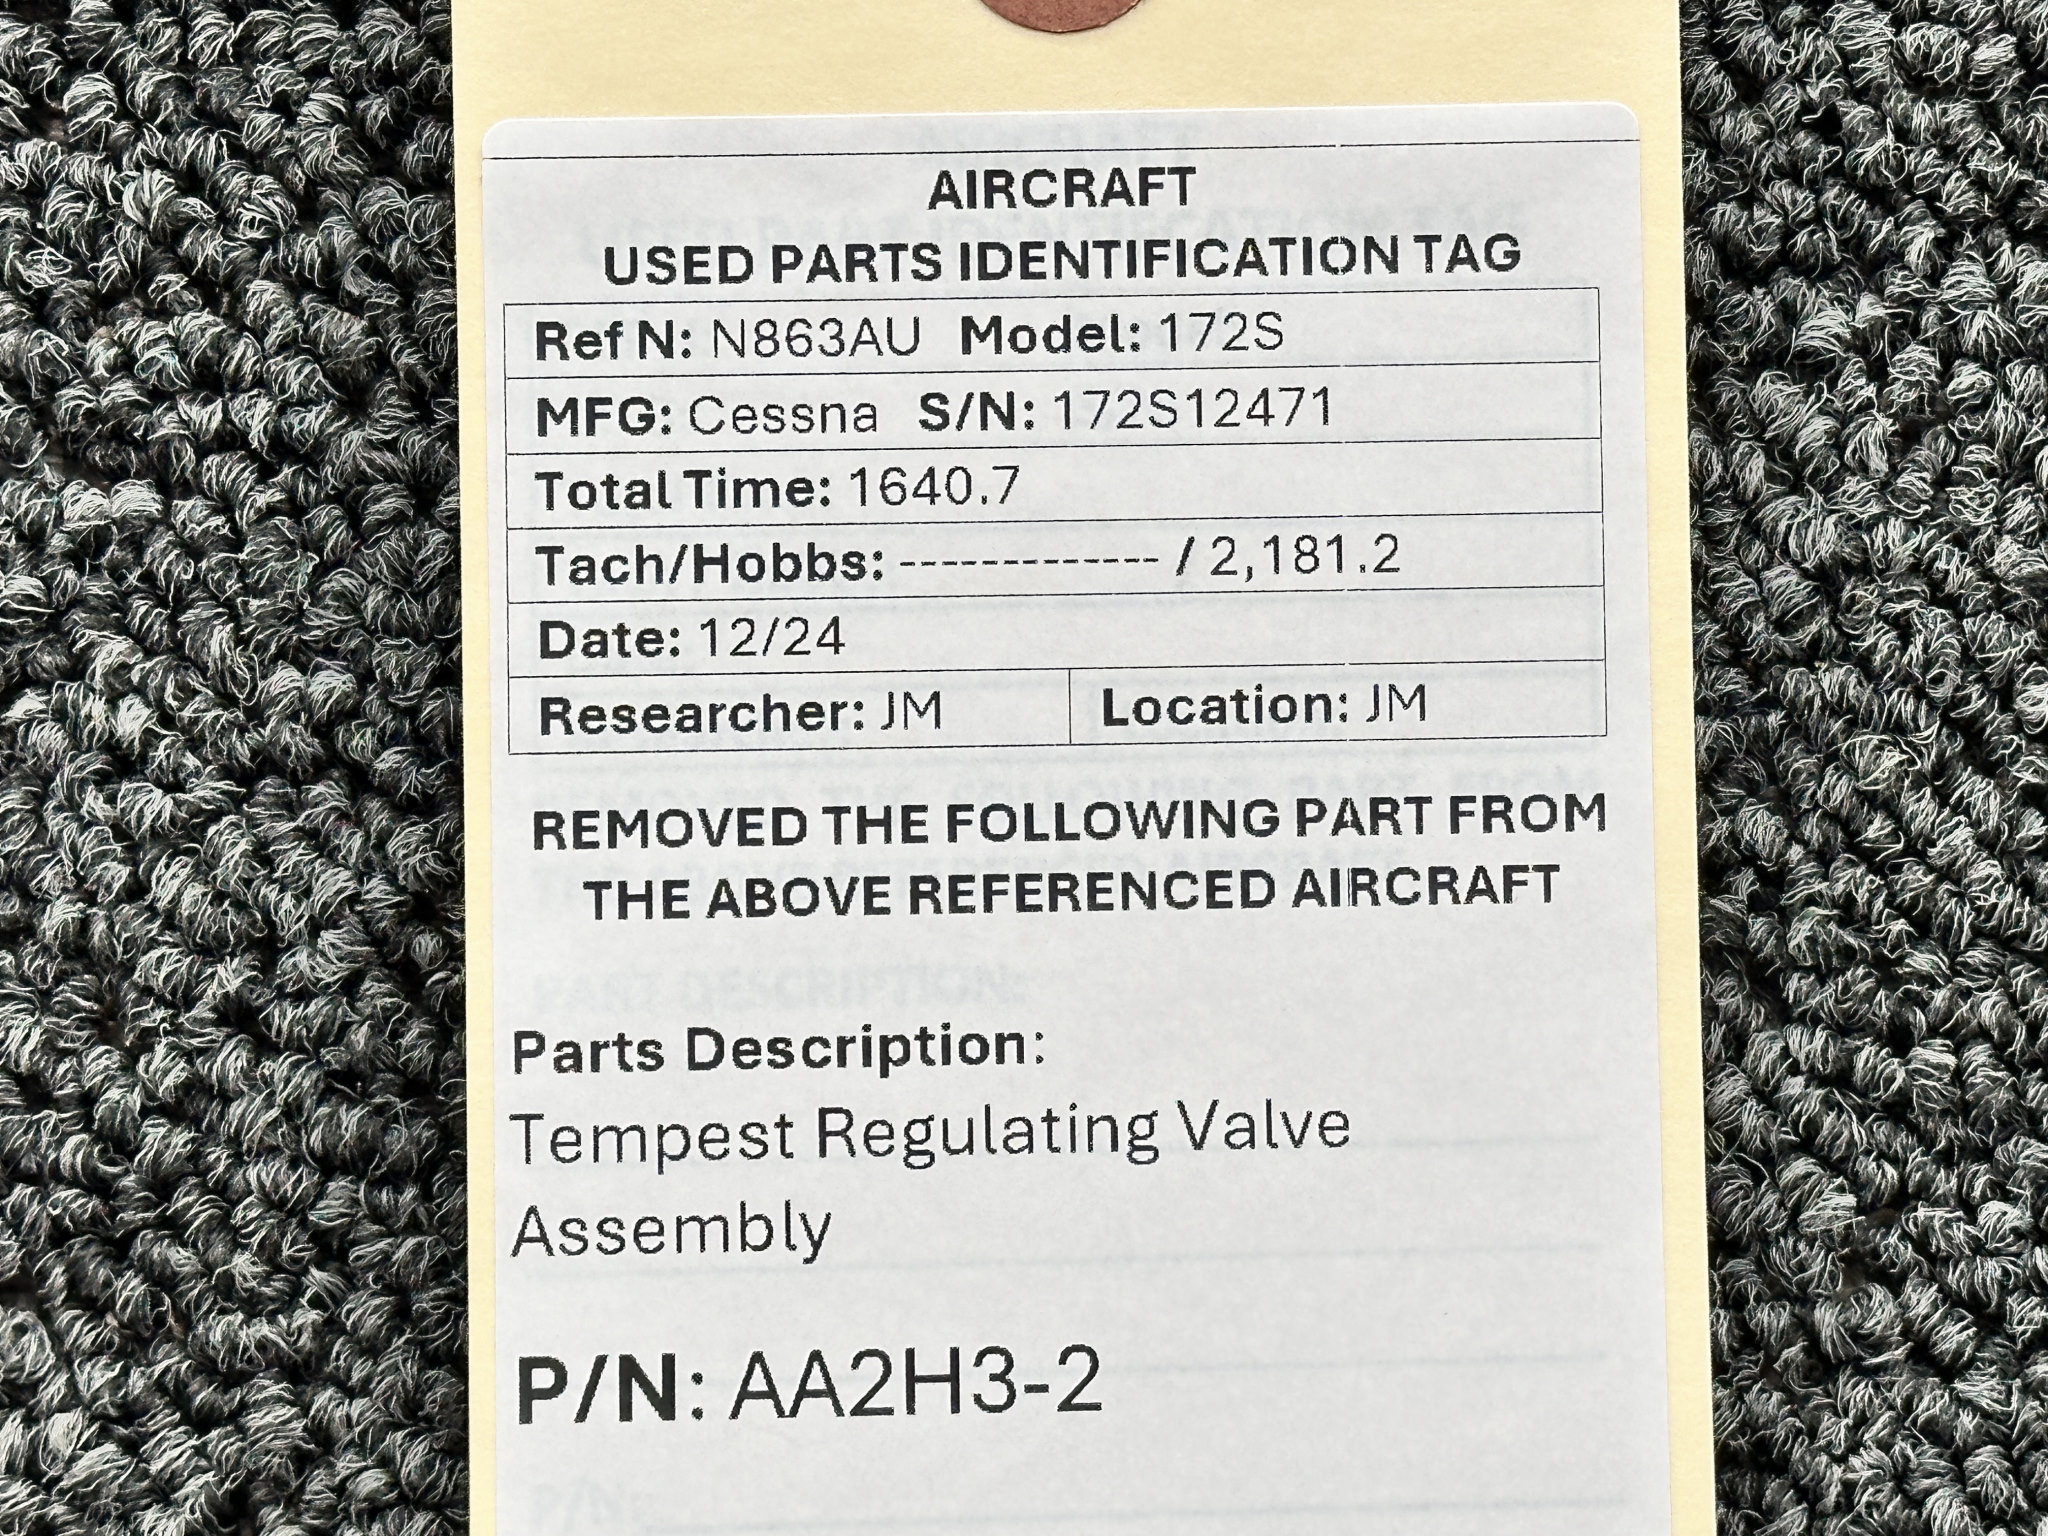 AIRCRAFT
USED PARTS IDENTIFICATION TAG
Ref N: N863AU Model: 172S
MFG: Cessna S/N: 172S12471
Total Time: 1640.7
Tach/Hobbs: ------------- / 2,181.2
Date: 12/24
Researcher: JM Location: JM
REMOVED THE FOLLOWING PART FROM
THE ABOVE REFERENCED AIRCRAFT
PART DESCRIPTION:
Parts Description:
Tempest Regulating Valve
Assembly
P/N: AA2H3-2
P/N: